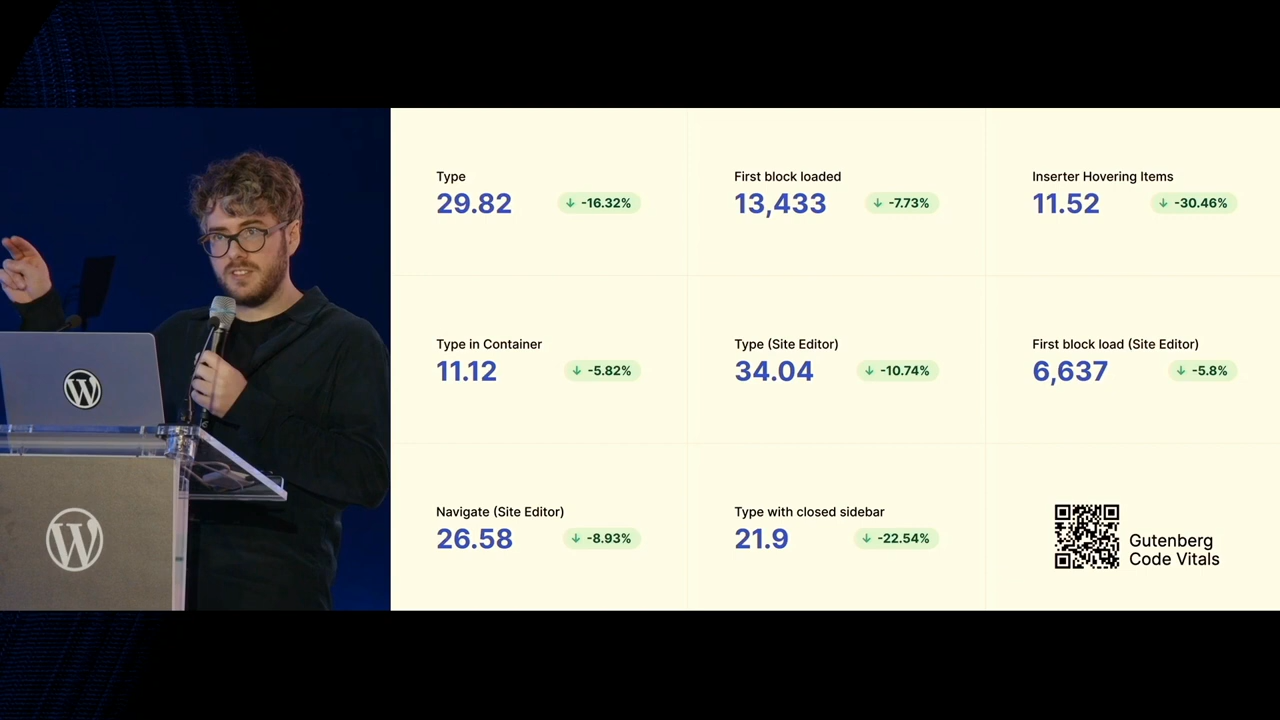 Type
29.82
↓ -16.32%
First block loaded
13,433
↓ -7.73%
Inserter Hovering Items
11.52
↓ -30.46%
Type in Container
11.12
↓ -5.82%
Type (Site Editor)
34.04
↓ -10.74%
First block load (Site Editor)
6,637
↓ -5.8%
Navigate (Site Editor)
26.58
↓ -8.93%
Type with closed sidebar
21.9
↓ -22.54%
Gutenberg
Code Vitals
W
W